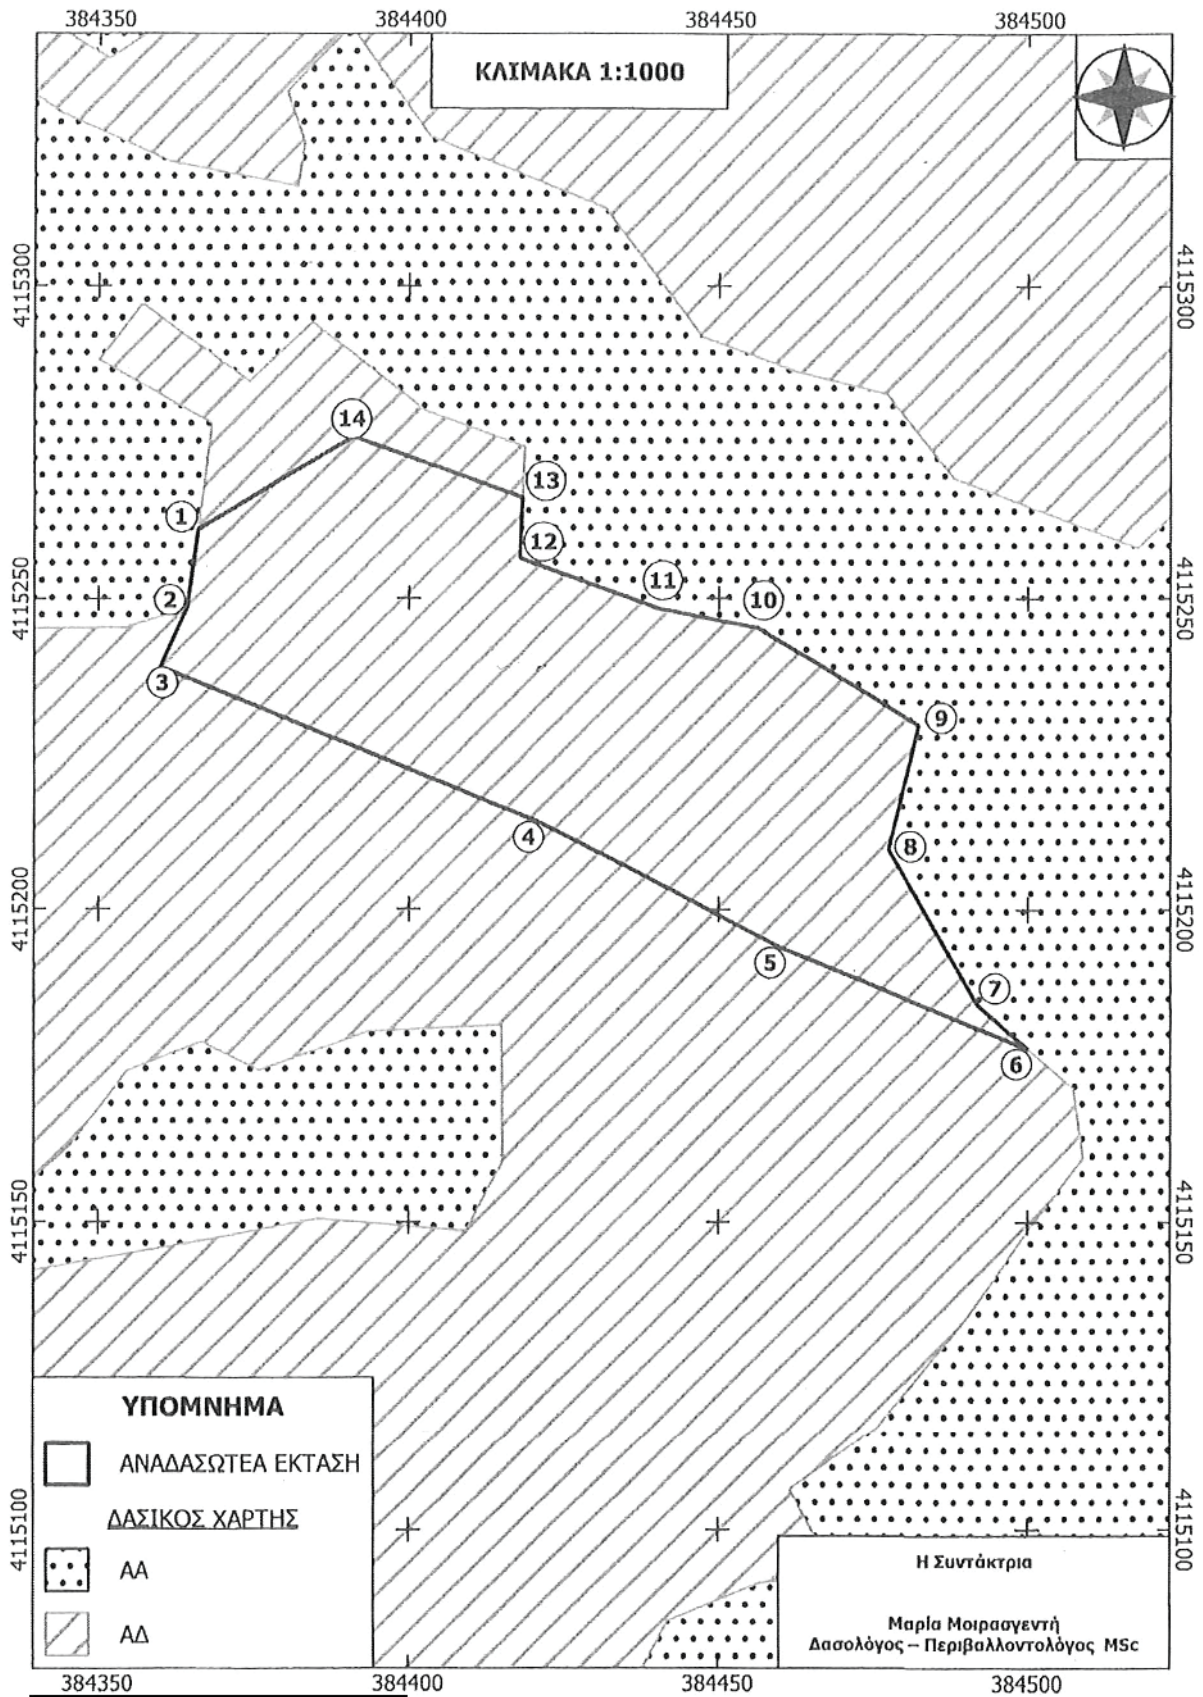 384350 384400 384450 384500
ΚΛΙΜΑΚΑ 1:1000
4115300 4115300
14
13
1
12
11
2 10
4115250 4115250
3
9
4 8
4115200 4115200
5
7
6
4115150 4115150
ΥΠΟΜΝΗΜΑ
ΑΝΑΔΑΣΩΤΕΑ ΕΚΤΑΣΗ
ΔΑΣΙΚΟΣ ΧΑΡΤΗΣ
4115100 4115100
ΑΑ
ΑΔ
Η Συντάκτρια
Μαρία Μοιρασγεντή
Δασολόγος – Περιβαλλοντολόγος MSc
384350 384400 384450 384500